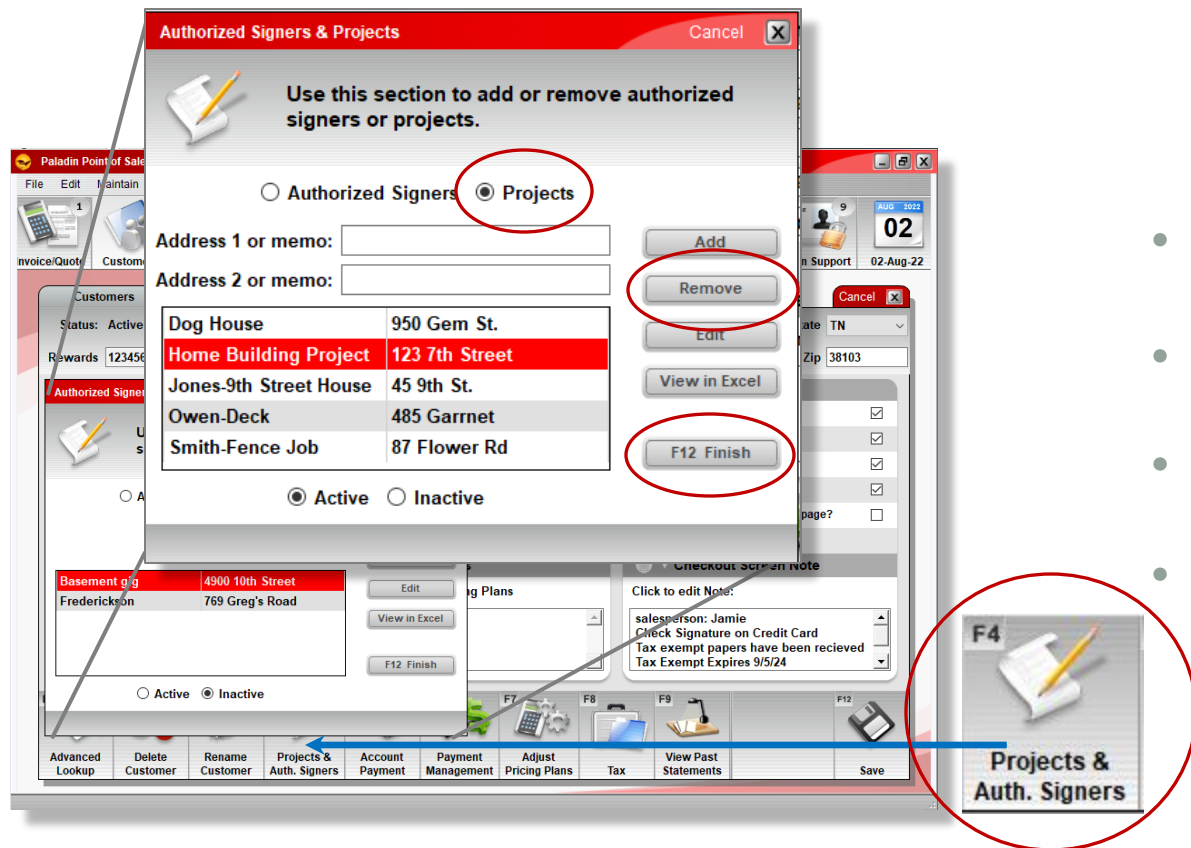 Authorized Signers & Projects
Cancel
Use this section to add or remove authorized
signers or projects.
Authorized Signers
Projects
Address 1 or memo:
Add
Address 2 or memo:
Remove
Edit
Dog House 950 Gem St.
Home Building Project 123 7th Street
Jones-9th Street House 45 9th St.
Owen-Deck 485 Garrnet
Smith-Fence Job 87 Flower Rd
View in Excel
F12 Finish
Active
Inactive
Paladin Point of Sale
File Edit Maintain
1
9
AUG 2022
02
02-Aug-22
Invoice/Quote
Support
Customers
Cancel
Status: Active
TN
Rewards
Zip 38103
Authorized
page?
Basement gig 4900 10th Street
Frederickson 769 Greg's Road
Edit
View in Excel
F12 Finish
Active
Inactive
Plans
Checkout Screen Note
Click to edit Note:
salesperson: Jamie
Check Signature on Credit Card
Tax exempt papers have been recieved
Tax Exempt Expires 9/5/24
F7
F8
F9
F12
Advanced
Lookup
Delete
Customer
Rename
Customer
Projects &
Auth. Signers
Account
Payment
Payment
Management
Adjust
Pricing Plans
Tax
View Past
Statements
Save
F4
Projects &
Auth. Signers